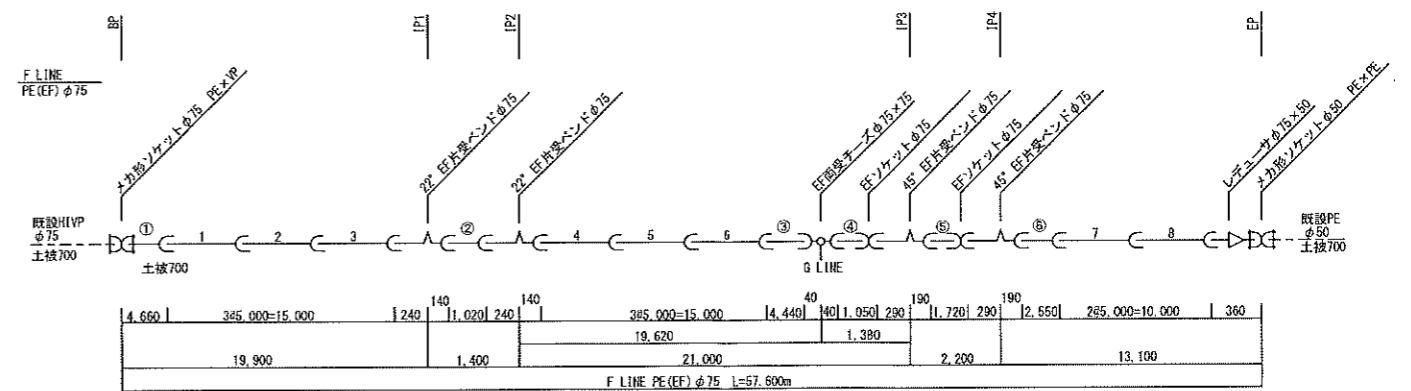 BP
IP1
IP2
IP3
IP4
EP
F LINE
PE(EF) φ75
メカ形ソケットφ75 PE×VP
22° EF片受ベンドφ75
22° EF片受ベンドφ75
EF両受チーズφ75×75
EFソケットφ75
45° EF片受ベンドφ75
EFソケットφ75
45° EF片受ベンドφ75
レデューサφ75×50
メカ形ソケットφ50 PE×PE
既設HIVP
φ75
土被700
① 1 2 3 ② 4 5 6 ③ ④ ⑤ ⑥ 7 8
既設PE
φ50
土被700
土被700
G LINE
140 140 40 190 190
4,660 3@5,000=15,000 240 1,020 240 3@5,000=15,000 4,440 40 1,050 290 1,720 290 2,550 2@5,000=10,000 360
19,620 1,380
19,900 1,400 21,000 2,200 13,100
F LINE PE(EF) φ75 L=57.600m